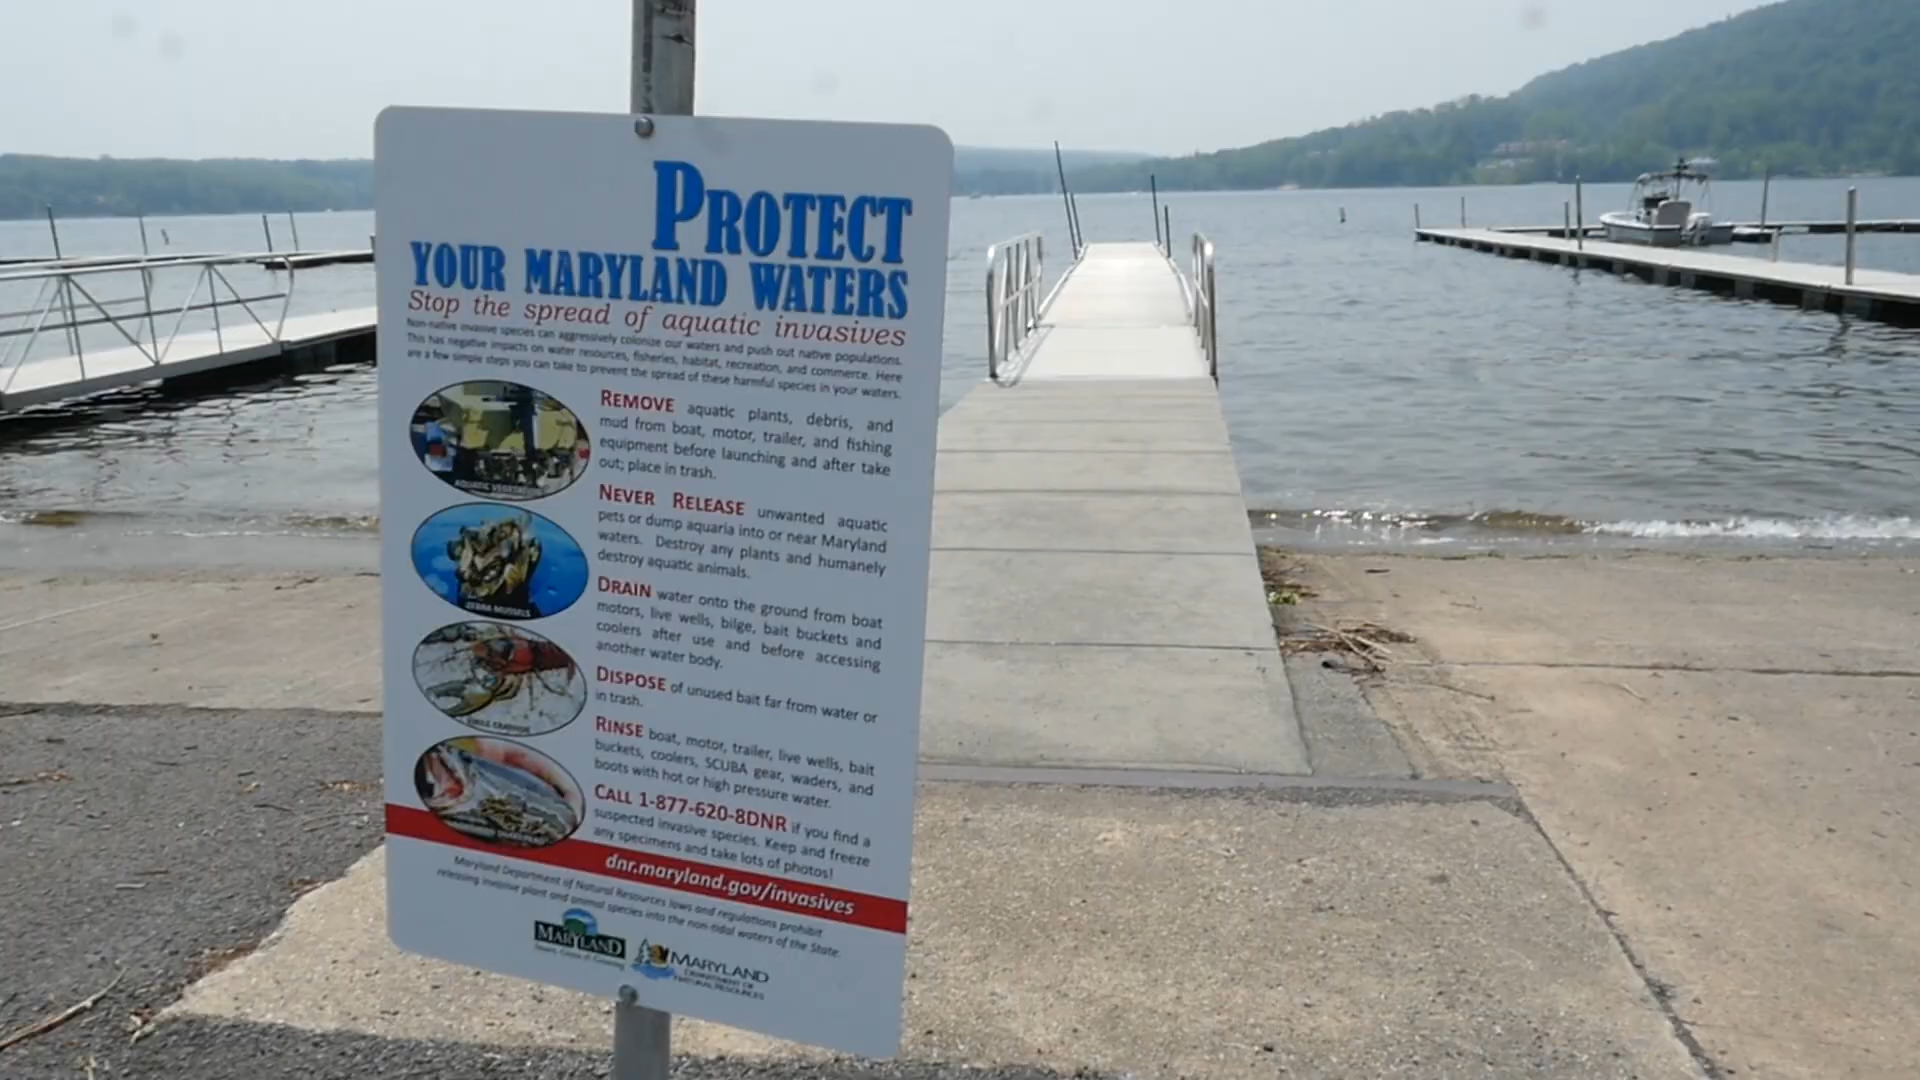 PROTECT
YOUR MARYLAND WATERS
Stop the spread of aquatic invasives
Non-native invasive species can aggressively colonize our waters and push out native populations.
This has negative impacts on water resources, fisheries, habitat, recreation, and commerce. Here
are a few simple steps you can take to prevent the spread of these harmful species in your waters.
REMOVE aquatic plants, debris, and
mud from boat, motor, trailer, and fishing
equipment before launching and after take
out; place in trash.
AQUATIC VEGETATION
NEVER RELEASE unwanted aquatic
pets or dump aquaria into or near Maryland
waters. Destroy any plants and humanely
destroy aquatic animals.
ZEBRA MUSSELS
DRAIN water onto the ground from boat
motors, live wells, bilge, bait buckets and
coolers after use and before accessing
another water body.
DISPOSE of unused bait far from water or
in trash.
VIRILE CRAYFISH
RINSE boat, motor, trailer, live wells, bait
buckets, coolers, SCUBA gear, waders, and
boots with hot or high pressure water.
CALL 1-877-620-8DNR if you find a
suspected invasive species. Keep and freeze
any specimens and take lots of photos!
dnr.maryland.gov/invasives
Maryland Department of Natural Resources laws and regulations prohibit
releasing invasive plant and animal species into the non-tidal waters of the State.
MARYLAND
MARYLAND
DEPARTMENT OF
NATURAL RESOURCES